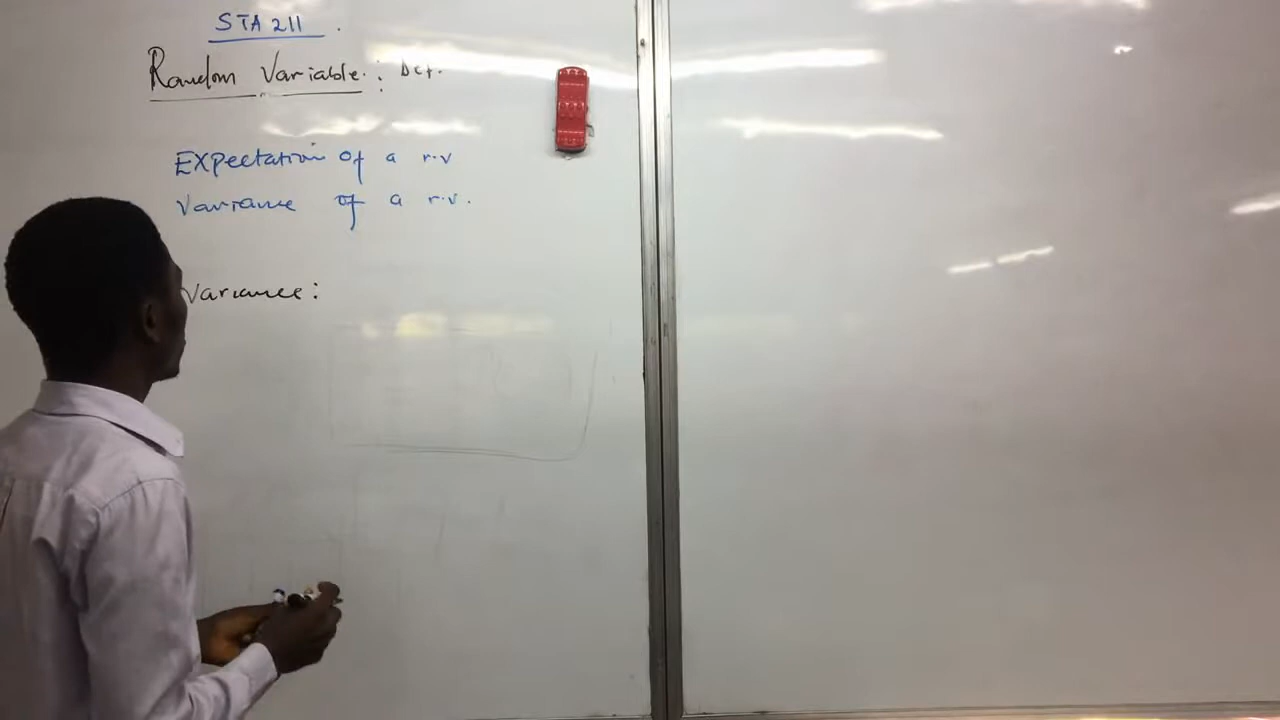 STA 211.
Random Variable: Def.
Expectation of a r.v
Variance of a r.v.
Variance: